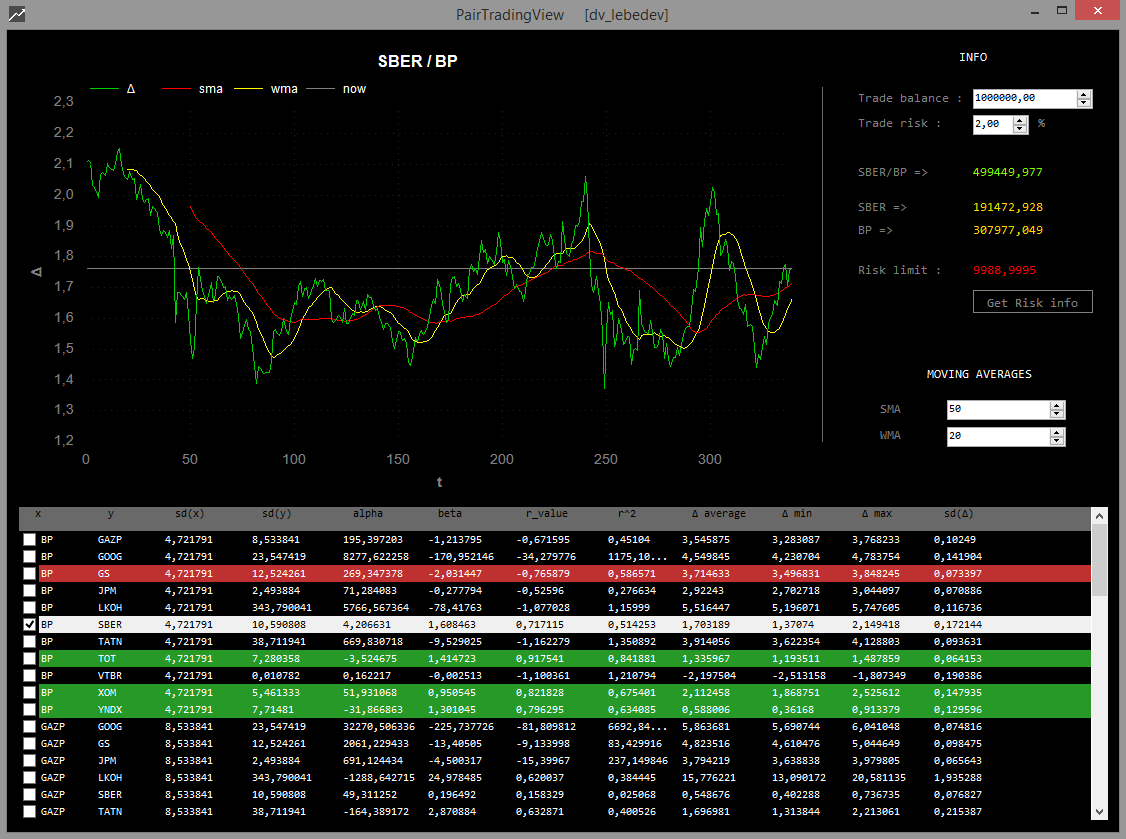 PairTradingView [dv_lebedev]
SBER / BP
Δ sma wma now
2,3
2,2
2,1
2,0
1,9
1,8
1,7
1,6
1,5
1,4
1,3
1,2
Δ
0 50 100 150 200 250 300
t
INFO
Trade balance : 1000000,00
Trade risk : 2,00 %
SBER/BP => 499449,977
SBER => 191472,928
BP => 307977,049
Risk limit : 9988,9995
Get Risk info
MOVING AVERAGES
SMA 50
WMA 20
x y sd(x) sd(y) alpha beta r_value r^2 Δ average Δ min Δ max sd(Δ)
BP GAZP 4,721791 8,533841 195,397203 -1,213795 -0,671595 0,45104 3,545875 3,283087 3,768233 0,10249
BP GOOG 4,721791 23,547419 8277,622258 -170,952146 -34,279776 1175,10... 4,549845 4,230704 4,783754 0,141904
BP GS 4,721791 12,524261 269,347378 -2,031447 -0,765879 0,586571 3,714633 3,496831 3,848245 0,073397
BP JPM 4,721791 2,493884 71,284083 -0,277794 -0,52596 0,276634 2,92243 2,702718 3,044097 0,070886
BP LKOH 4,721791 343,790041 5766,567364 -78,41763 -1,077028 1,15999 5,516447 5,196071 5,747605 0,116736
BP SBER 4,721791 10,590808 4,206631 1,608463 0,717115 0,514253 1,703189 1,37074 2,149418 0,172144
BP TATN 4,721791 38,711941 669,830718 -9,529025 -1,162279 1,350892 3,914056 3,622354 4,128803 0,093631
BP TOT 4,721791 7,280358 -3,524675 1,414723 0,917541 0,841881 1,335967 1,193511 1,487859 0,064153
BP VTBR 4,721791 0,010782 0,162217 -0,002513 -1,100361 1,210794 -2,197504 -2,513158 -1,807349 0,190386
BP XOM 4,721791 5,461333 51,931068 0,950545 0,821828 0,675401 2,112458 1,868751 2,525612 0,147935
BP YNDX 4,721791 7,71481 -31,866863 1,301045 0,796295 0,634085 0,588006 0,36168 0,913379 0,129596
GAZP GOOG 8,533841 23,547419 32270,506336 -225,737726 -81,809812 6692,84... 5,863681 5,690744 6,041048 0,074816
GAZP GS 8,533841 12,524261 2061,229433 -13,40505 -9,133998 83,429916 4,823516 4,610476 5,044649 0,098475
GAZP JPM 8,533841 2,493884 691,124434 -4,500317 -15,39967 237,149846 3,794219 3,638838 3,979805 0,065643
GAZP LKOH 8,533841 343,790041 -1288,642715 24,978485 0,620037 0,384445 15,776221 13,090172 20,581135 1,935288
GAZP SBER 8,533841 10,590808 49,311252 0,196492 0,158329 0,025068 0,548676 0,402288 0,736735 0,076827
GAZP TATN 8,533841 38,711941 -164,389172 2,870884 0,632871 0,400526 1,696981 1,313844 2,213061 0,215387